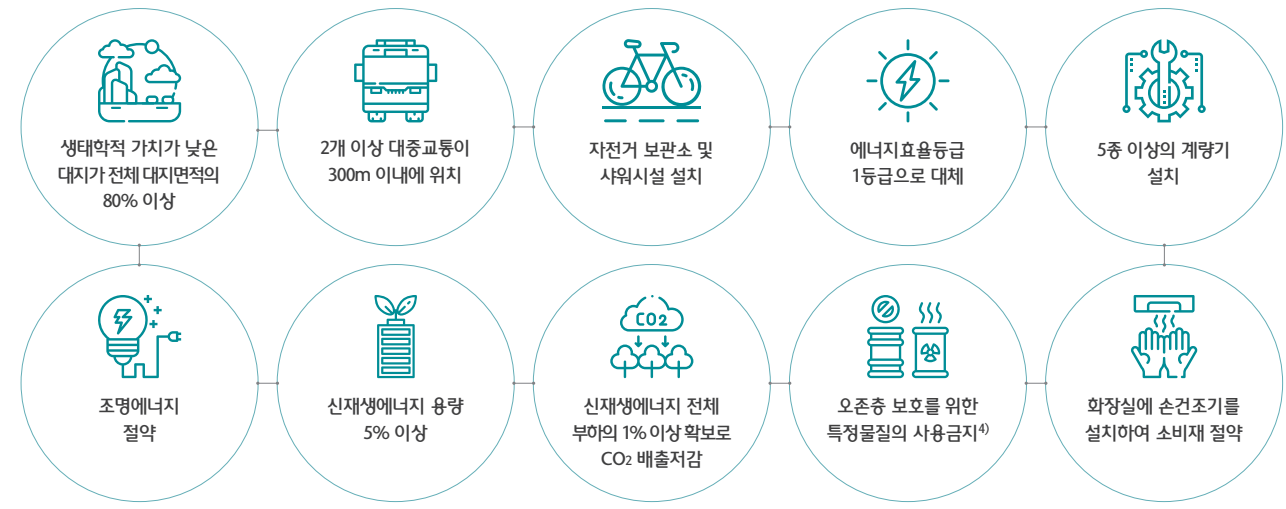 생태학적 가치가 낮은
대지가 전체 대지면적의
80% 이상
2개 이상 대중교통이
300m 이내에 위치
자전거 보관소 및
샤워시설 설치
에너지효율등급
1등급으로 대체
5종 이상의 계량기
설치
조명에너지
절약
신재생에너지 용량
5% 이상
CO2
신재생에너지 전체
부하의 1% 이상 확보로
CO2 배출저감
오존층 보호를 위한
특정물질의 사용금지4)
화장실에 손건조기를
설치하여 소비재 절약